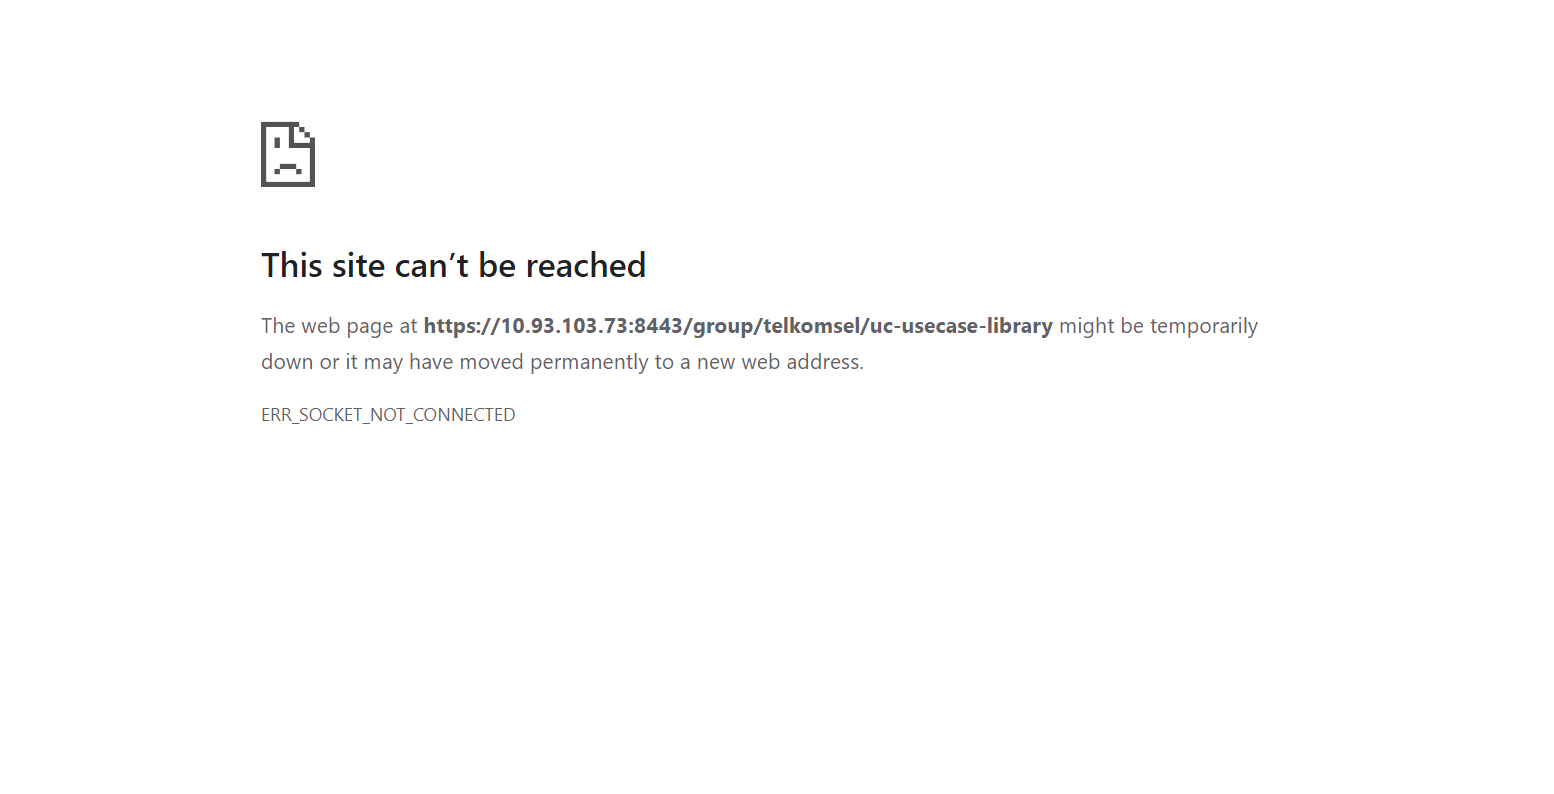 This site can’t be reached
The web page at https://10.93.103.73:8443/group/telkomsel/uc-usecase-library might be temporarily
down or it may have moved permanently to a new web address.
ERR_SOCKET_NOT_CONNECTED